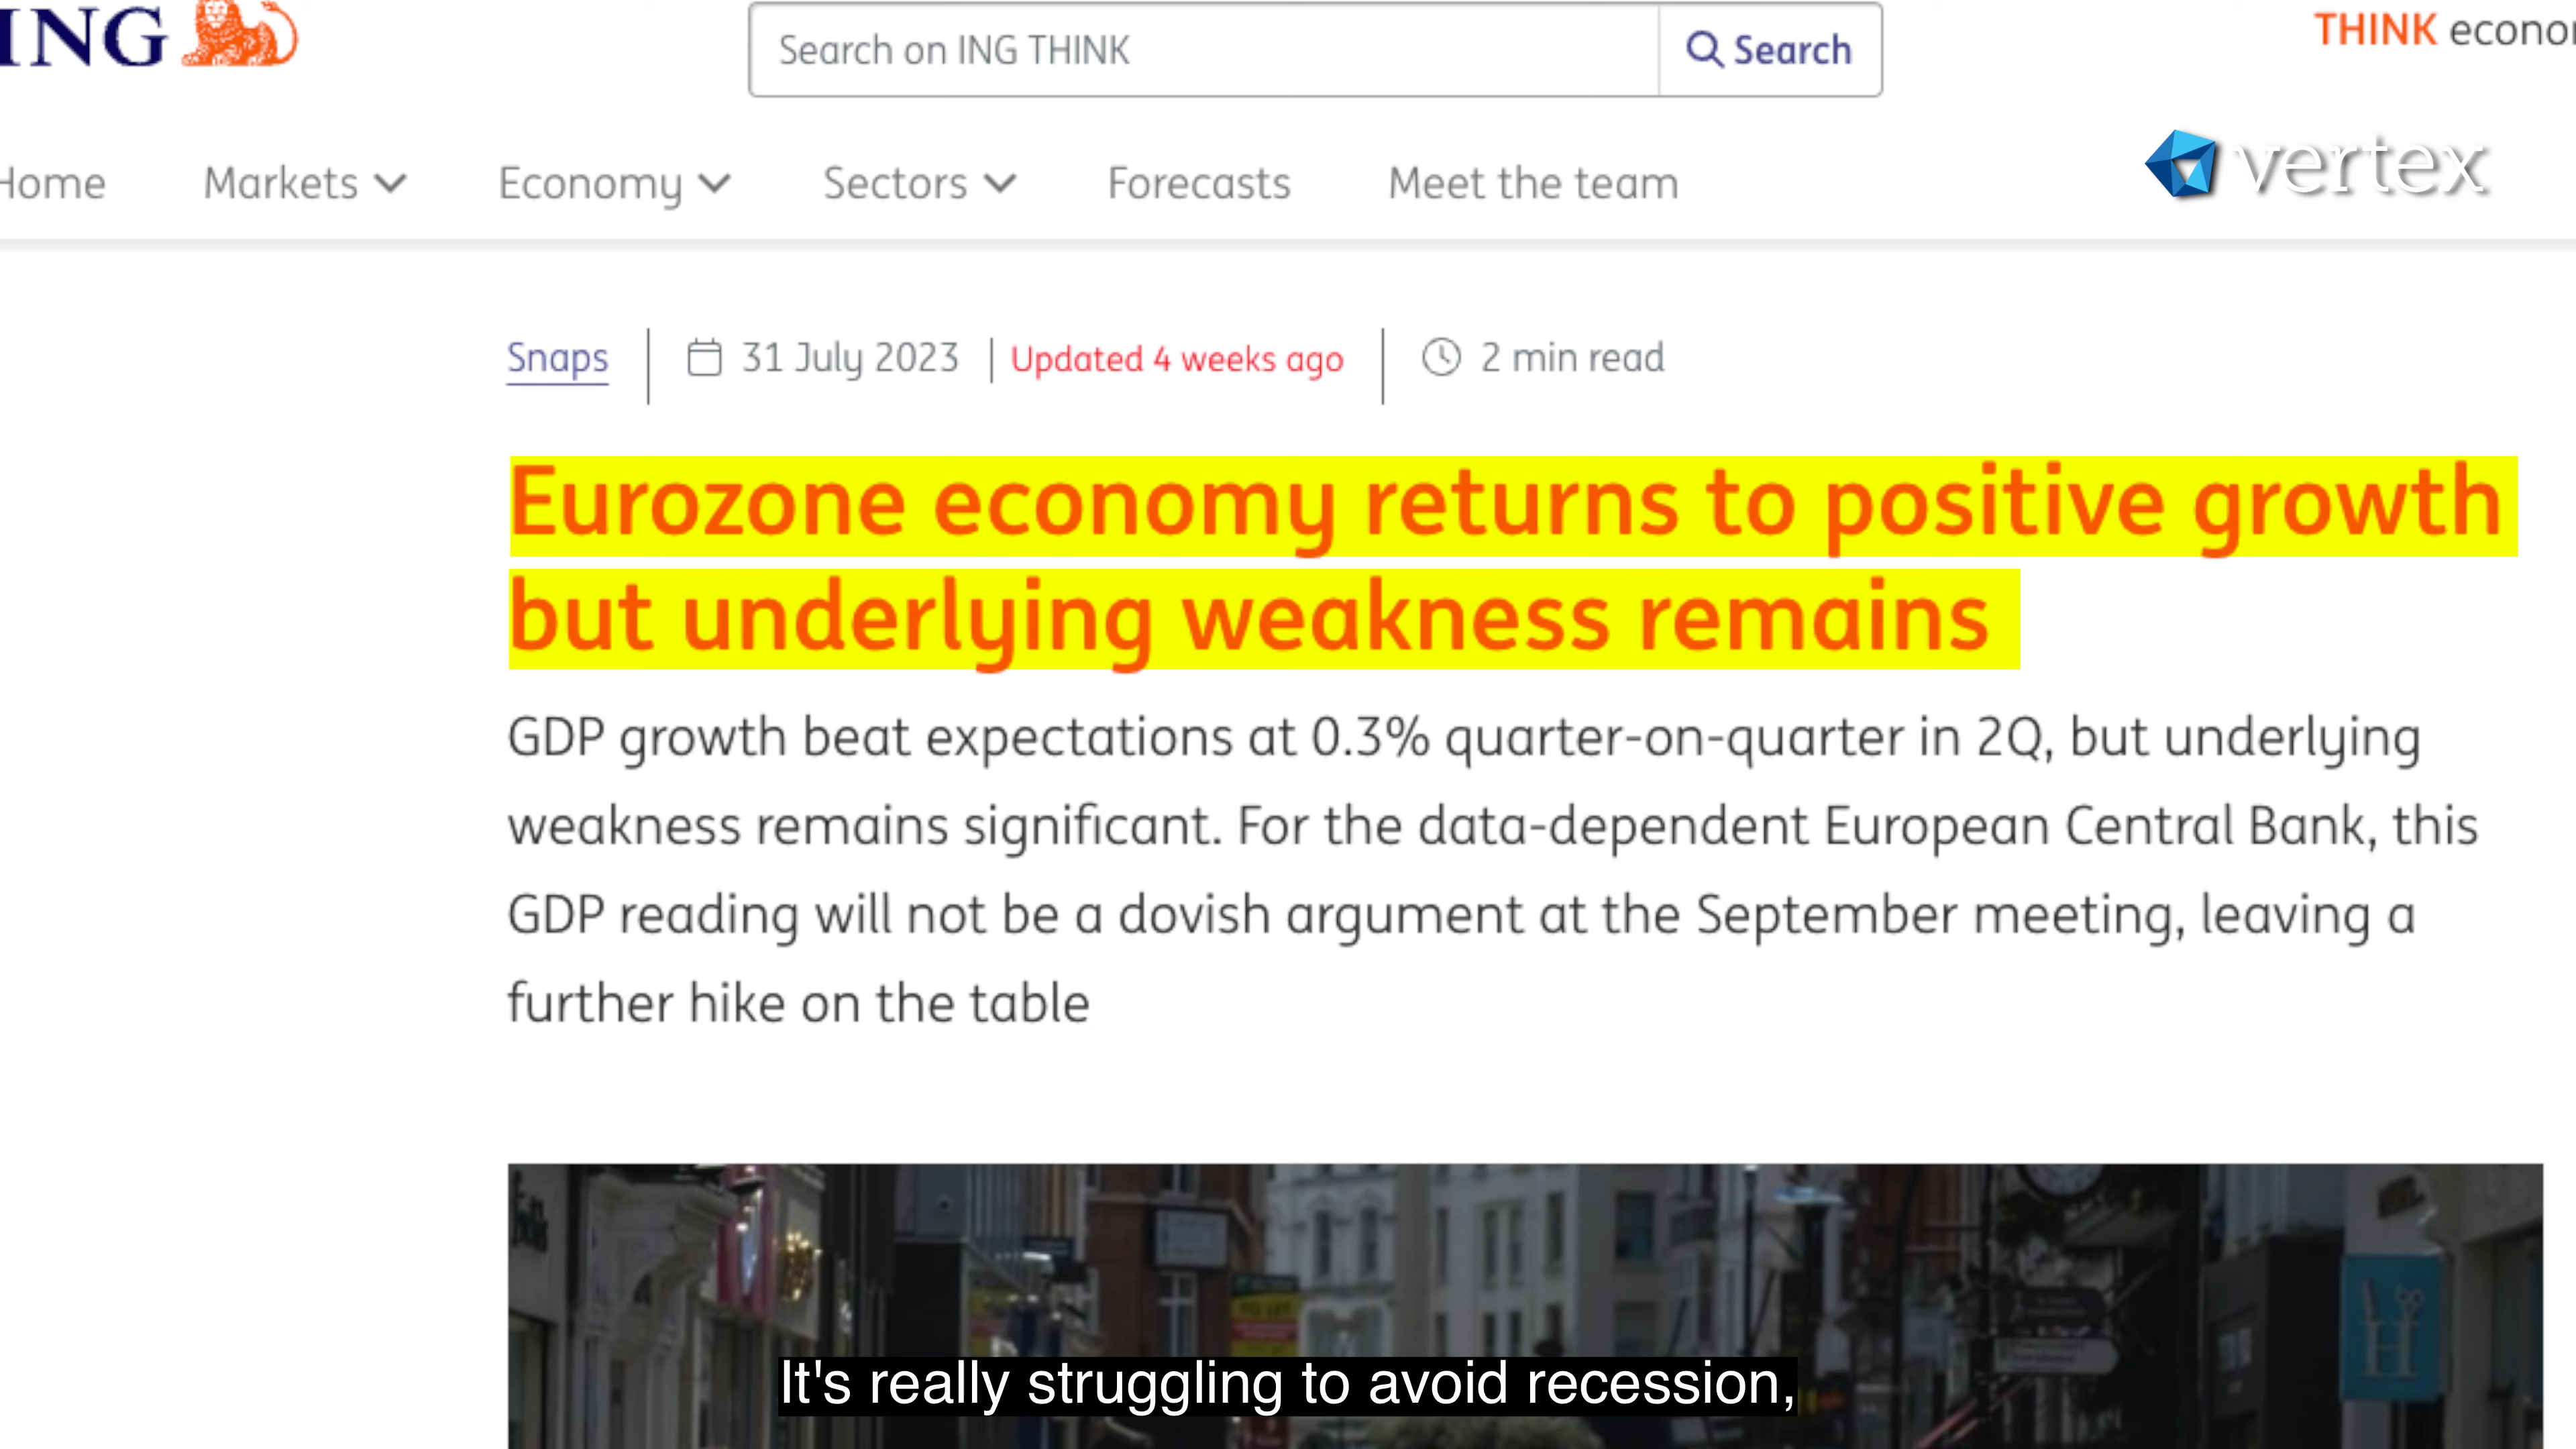 ING
Search on ING THINK
Search
THINK
Home
Markets
Economy
Sectors
Forecasts
Meet the team
vertex
Snaps
31 July 2023
Updated 4 weeks ago
2 min read
Eurozone economy returns to positive growth
but underlying weakness remains
GDP growth beat expectations at 0.3% quarter-on-quarter in 2Q, but underlying
weakness remains significant. For the data-dependent European Central Bank, this
GDP reading will not be a dovish argument at the September meeting, leaving a
further hike on the table
TO LET
H
It's really struggling to avoid recession,